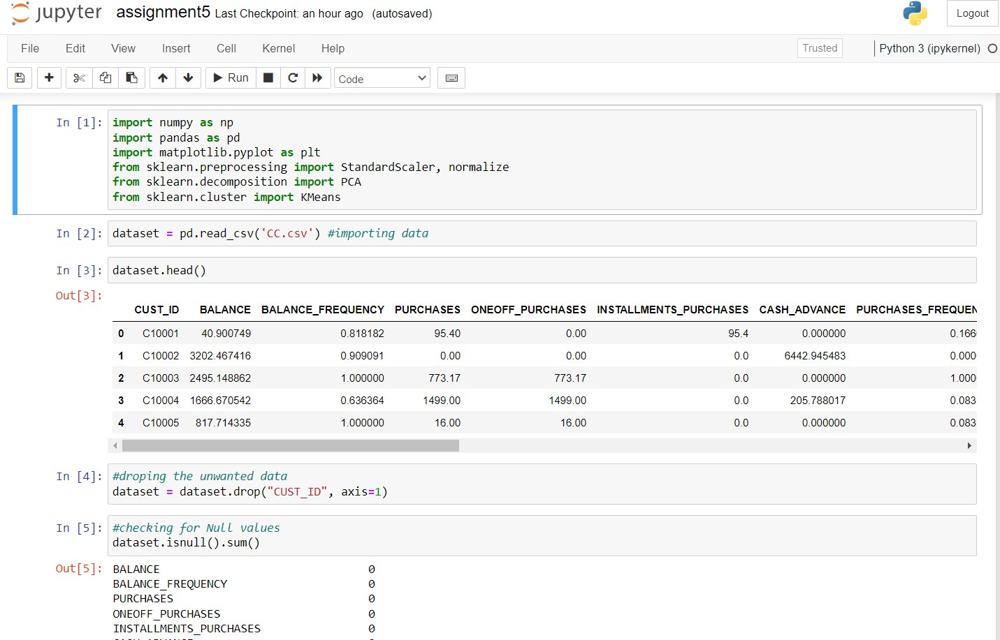 jupyter assignment5 Last Checkpoint: an hour ago (autosaved) Logout
File Edit View Insert Cell Kernel Help Trusted Python 3 (ipykernel)
Run Code
In [1]: import numpy as np
import pandas as pd
import matplotlib.pyplot as plt
from sklearn.preprocessing import StandardScaler, normalize
from sklearn.decomposition import PCA
from sklearn.cluster import KMeans
In [2]: dataset = pd.read_csv('CC.csv') #importing data
In [3]: dataset.head()
Out[3]:
CUST_ID BALANCE BALANCE_FREQUENCY PURCHASES ONEOFF_PURCHASES INSTALLMENTS_PURCHASES CASH_ADVANCE PURCHASES_FREQUEN
0 C10001 40.900749 0.818182 95.40 0.00 95.4 0.000000 0.166
1 C10002 3202.467416 0.909091 0.00 0.00 0.0 6442.945483 0.000
2 C10003 2495.148862 1.000000 773.17 773.17 0.0 0.000000 1.000
3 C10004 1666.670542 0.636364 1499.00 1499.00 0.0 205.788017 0.083
4 C10005 817.714335 1.000000 16.00 16.00 0.0 0.000000 0.083
In [4]: #droping the unwanted data
dataset = dataset.drop("CUST_ID", axis=1)
In [5]: #checking for Null values
dataset.isnull().sum()
Out[5]: BALANCE 0
BALANCE_FREQUENCY 0
PURCHASES 0
ONEOFF_PURCHASES 0
INSTALLMENTS_PURCHASES 0